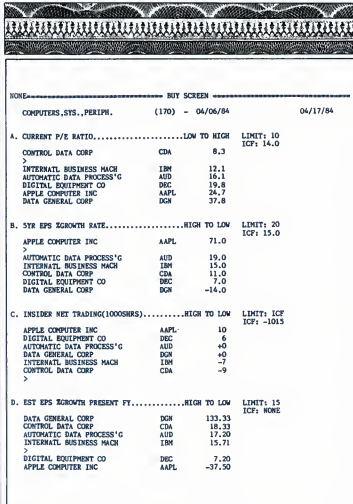 NONE=============== BUY SCREEN ===============
COMPUTERS,SYS.,PERIPH. (170) - 04/06/84 04/17/84
A. CURRENT P/E RATIO....................LOW TO HIGH LIMIT: 10
ICF: 14.0
CONTROL DATA CORP CDA 8.3
>
INTERNATL BUSINESS MACH IBM 12.1
AUTOMATIC DATA PROCESS'G AUD 16.1
DIGITAL EQUIPMENT CO DEC 19.8
APPLE COMPUTER INC AAPL 24.7
DATA GENERAL CORP DGN 37.8
B. 5YR EPS %GROWTH RATE................HIGH TO LOW LIMIT: 20
ICF: 15.0
APPLE COMPUTER INC AAPL 71.0
>
AUTOMATIC DATA PROCESS'G AUD 19.0
INTERNATL BUSINESS MACH IBM 15.0
CONTROL DATA CORP CDA 11.0
DIGITAL EQUIPMENT CO DEC 7.0
DATA GENERAL CORP DGN -14.0
C. INSIDER NET TRADING(1000SHRS)........HIGH TO LOW LIMIT: ICF
ICF: -1015
APPLE COMPUTER INC AAPL 10
DIGITAL EQUIPMENT CO DEC 6
AUTOMATIC DATA PROCESS'G AUD +0
DATA GENERAL CORP DGN +0
INTERNATL BUSINESS MACH IBM -7
CONTROL DATA CORP CDA -9
>
D. EST EPS %GROWTH PRESENT FY............HIGH TO LOW LIMIT: 15
ICF: NONE
DATA GENERAL CORP DGN 133.33
CONTROL DATA CORP CDA 18.33
AUTOMATIC DATA PROCESS'G AUD 17.20
INTERNATL BUSINESS MACH IBM 15.71
>
DIGITAL EQUIPMENT CO DEC 7.20
APPLE COMPUTER INC AAPL -37.50